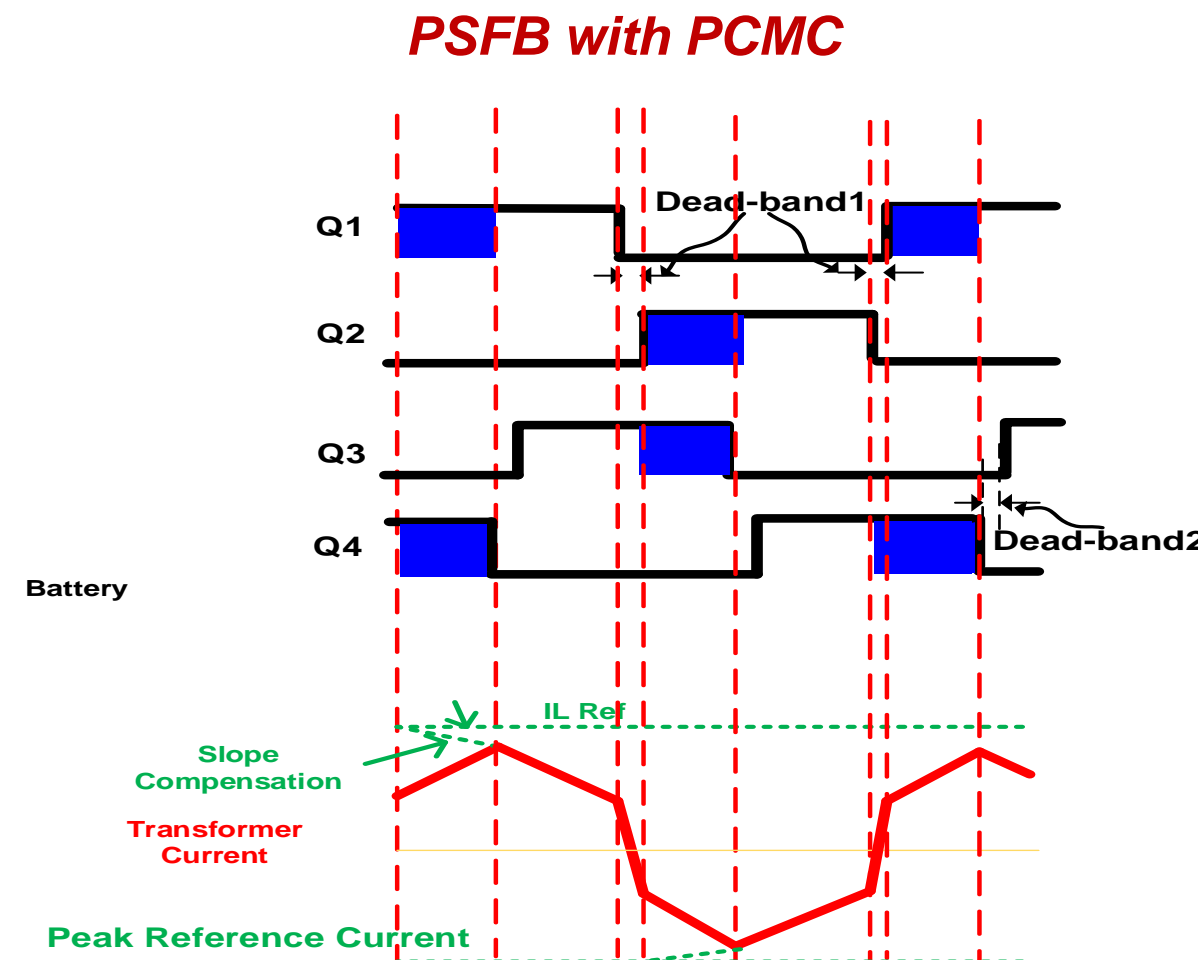 PSFB with PCMC
Dead-band1
Q1
Q2
Q3
Q4
Dead-band2
Battery
IL Ref
Slope
Compensation
Transformer
Current
Peak Reference Current